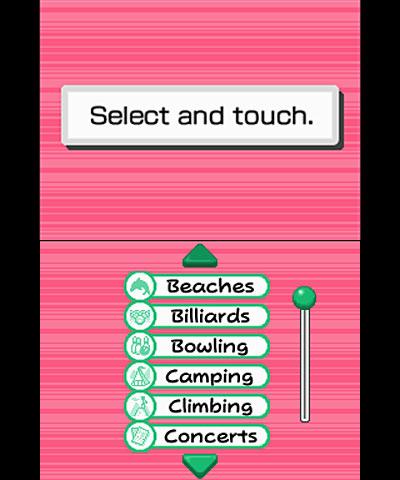 Select and touch.
Beaches
Billiards
Bowling
Camping
Climbing
Concerts